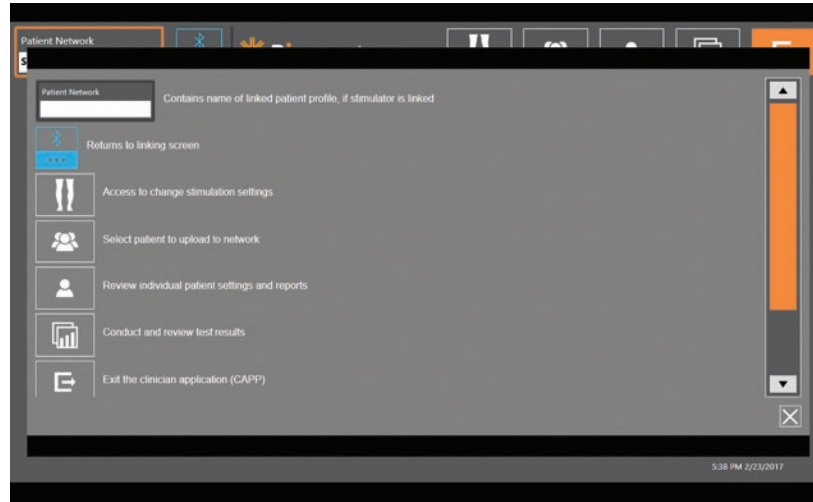 Patient Network
Patient Network
Contains name of linked patient profile, if stimulator is linked
Returns to linking screen
Access to change stimulation settings
Select patient to upload to network
Review individual patient settings and reports
Conduct and review test results
Exit the clinician application (CAPP)
5:38 PM 2/23/2017